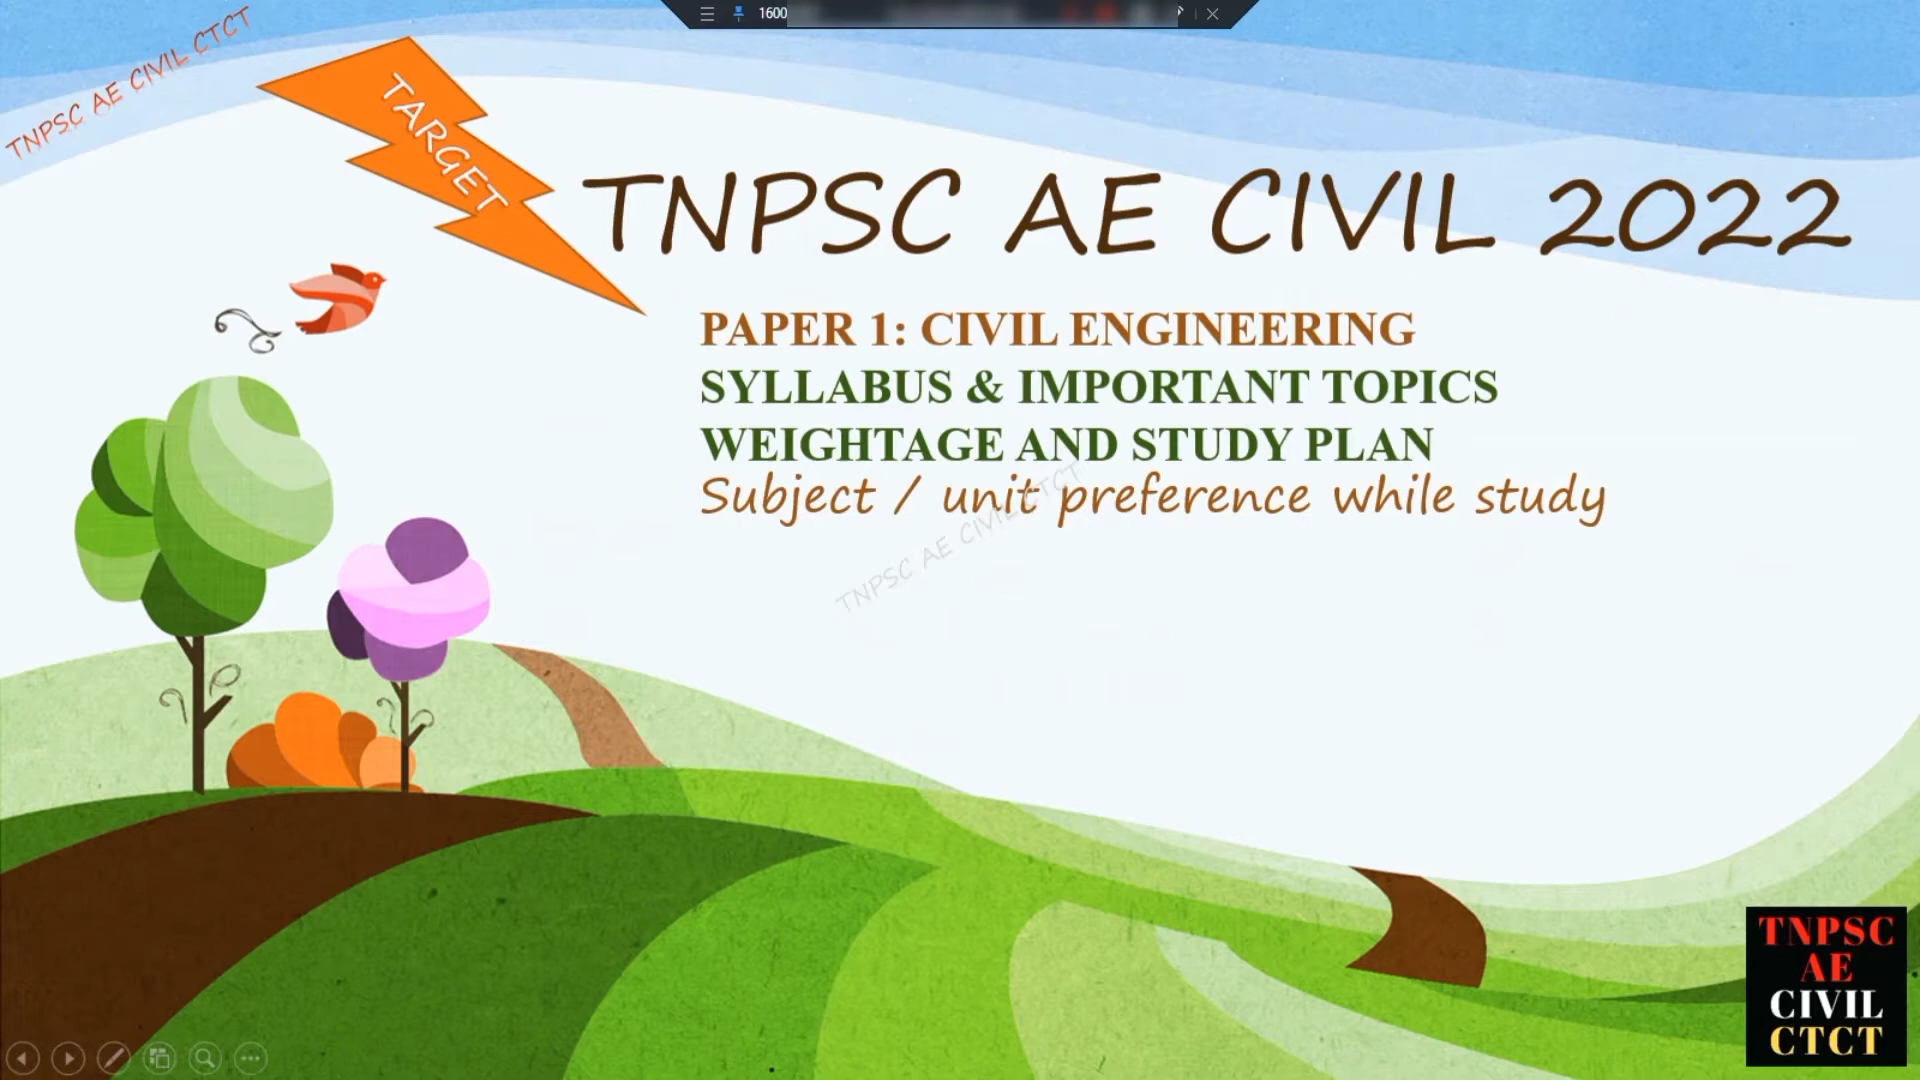 1600
TNPSC AE CIVIL CTCT
TARGET
TNPSC AE CIVIL 2022
PAPER 1: CIVIL ENGINEERING
SYLLABUS & IMPORTANT TOPICS
WEIGHTAGE AND STUDY PLAN
Subject / unit preference while study
TNPSC AE CIVIL CTCT
TNPSC
AE
CIVIL
CTCT